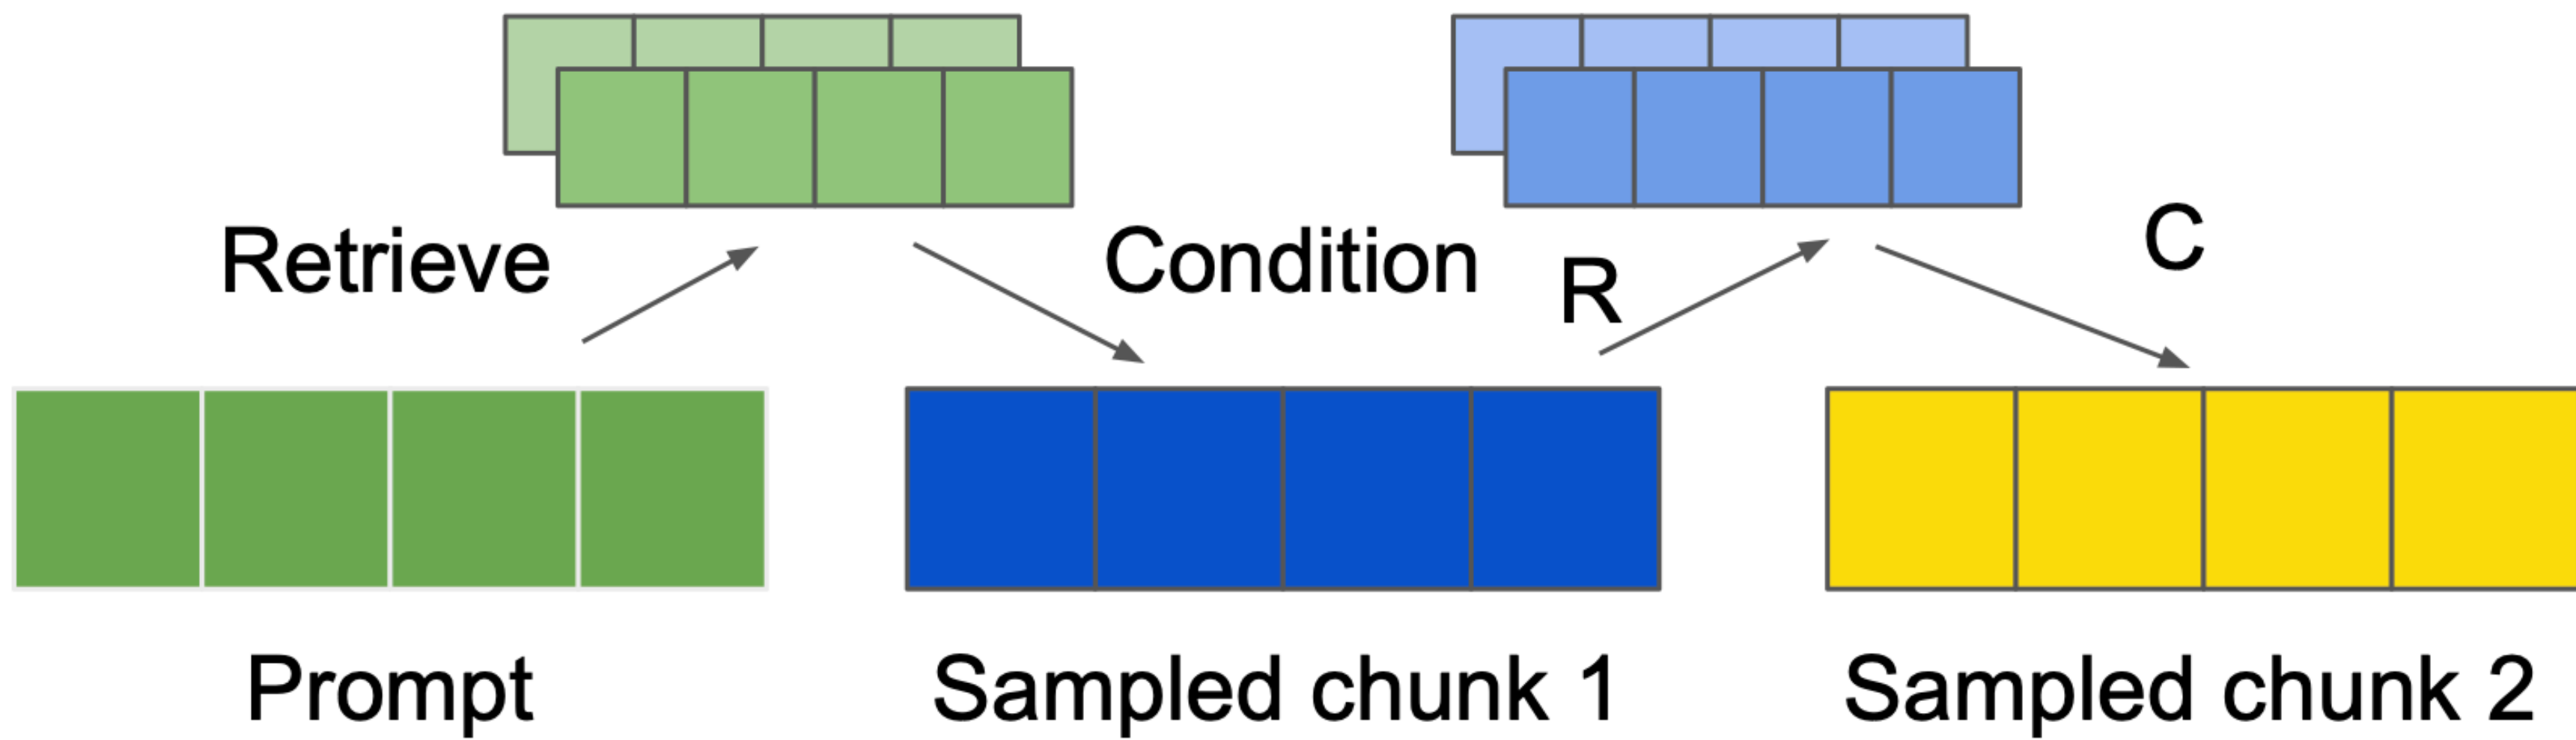 Retrieve
Condition
R
C
Prompt
Sampled chunk 1
Sampled chunk 2